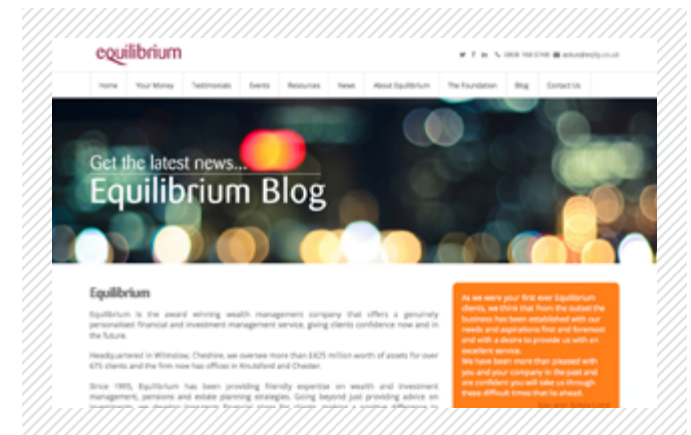 equilibrium
Home Your Money Testimonials Events Resources News About Equilibrium The Foundation Blog Contact Us
Get the latest news...
Equilibrium Blog
Equilibrium
Equilibrium is the award winning wealth management company that offers a genuinely
personalised financial and investment management service, giving clients confidence now and in
the future.
Headquartered in Wilmslow, Cheshire, we oversee more than £425 million worth of assets for over
675 clients and the firm now has offices in Knutsford and Chester.
Since 1995, Equilibrium has been providing friendly expertise on wealth and investment
management, pensions and estate planning strategies. Going beyond just providing advice on
As we were your first ever Equilibrium
clients, we think that from the outset the
business has been established with our
needs and aspirations first and foremost
and with a desire to provide us with an
excellent service.
We have been more than pleased with
you and your company in the past and
are confident you will take us through
these difficult times that lie ahead.